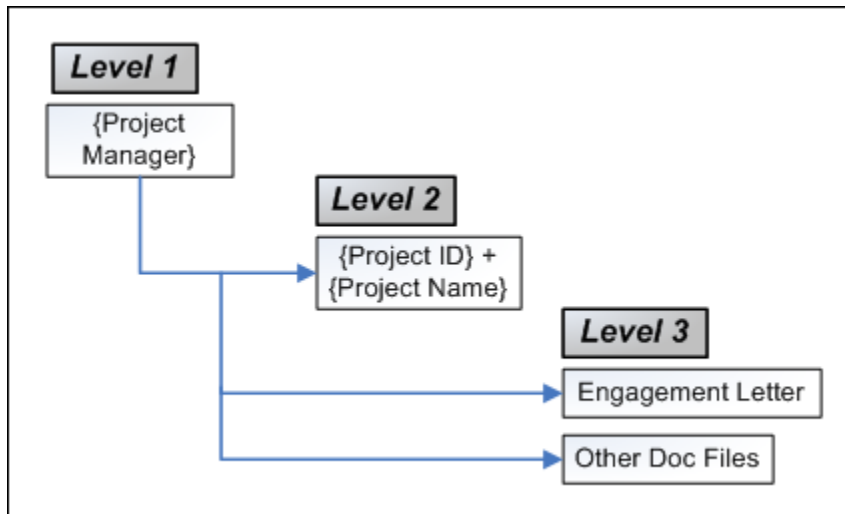 Level 1
{Project
Manager}
Level 2
{Project ID} +
{Project Name}
Level 3
Engagement Letter
Other Doc Files